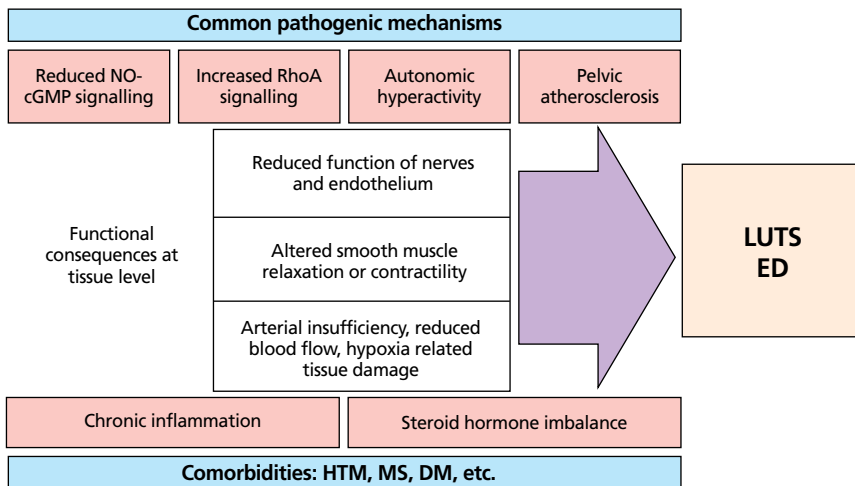 Common pathogenic mechanisms
Reduced NO-
cGMP signalling
Increased RhoA
signalling
Autonomic
hyperactivity
Pelvic
atherosclerosis
Functional
consequences at
tissue level
Reduced function of nerves
and endothelium
Altered smooth muscle
relaxation or contractility
Arterial insufficiency, reduced
blood flow, hypoxia related
tissue damage
LUTS
ED
Chronic inflammation
Steroid hormone imbalance
Comorbidities: HTM, MS, DM, etc.